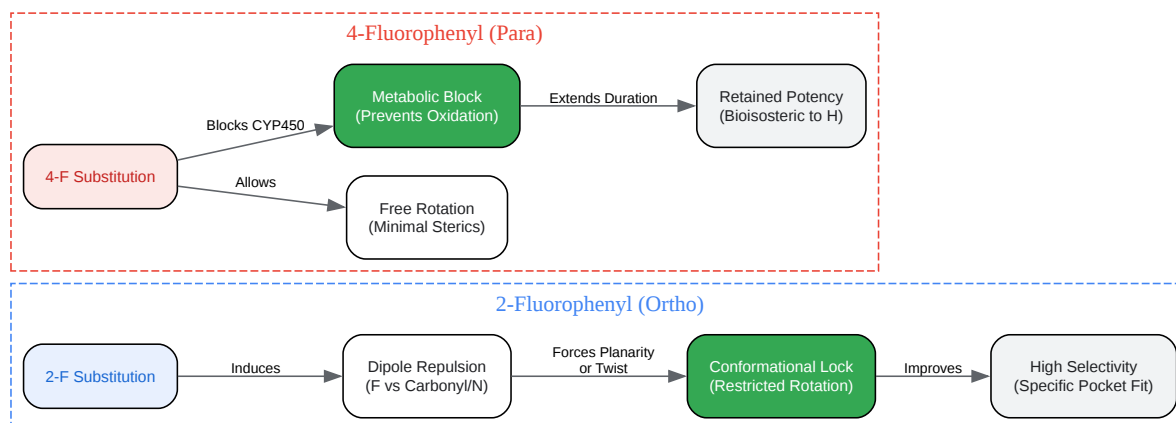 4-Fluorophenyl (Para)
Metabolic Block
(Prevents Oxidation)
Extends Duration
Retained Potency
(Bioisosteric to H)
Blocks CYP450
4-F Substitution
Allows
Free Rotation
(Minimal Sterics)
2-Fluorophenyl (Ortho)
2-F Substitution
Induces
Dipole Repulsion
(F vs Carbonyl/N)
Forces Planarity
or Twist
Conformational Lock
(Restricted Rotation)
Improves
High Selectivity
(Specific Pocket Fit)